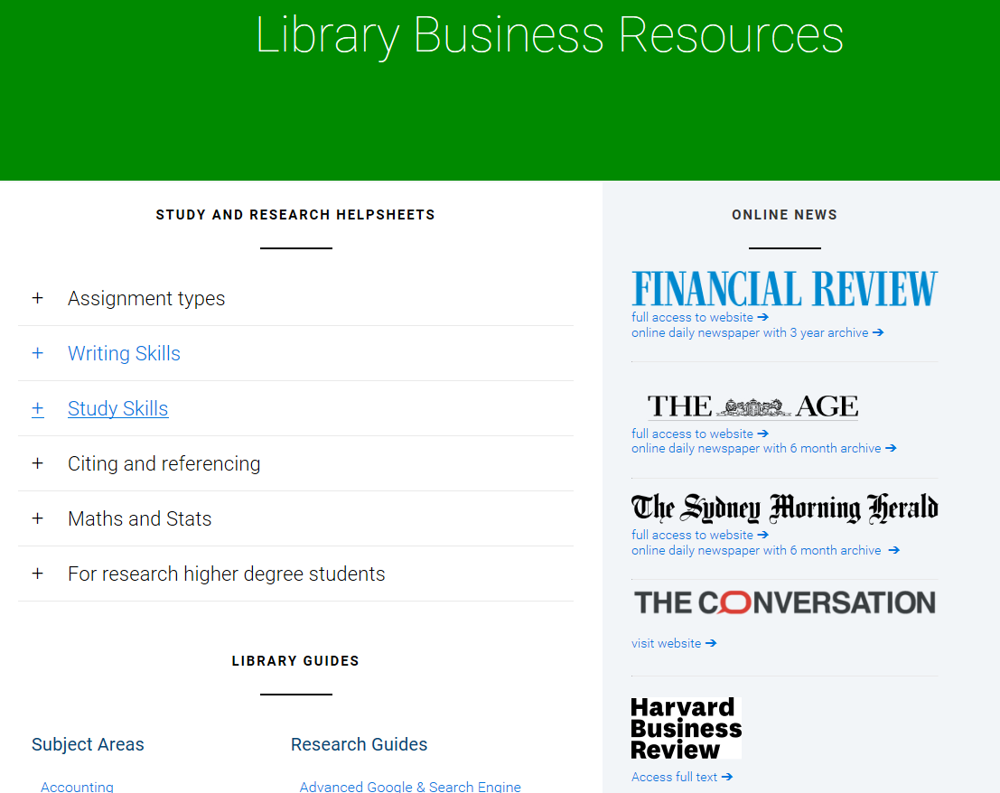 Library Business Resources
STUDY AND RESEARCH HELPSHEETS
+ Assignment types
+ Writing Skills
+ Study Skills
+ Citing and referencing
+ Maths and Stats
+ For research higher degree students
LIBRARY GUIDES
Subject Areas
Accounting
Research Guides
Advanced Google & Search Engine
ONLINE NEWS
FINANCIAL REVIEW
full access to website ➔
online daily newspaper with 3 year archive ➔
THE AGE
full access to website ➔
online daily newspaper with 6 month archive ➔
The Sydney Morning Herald
full access to website ➔
online daily newspaper with 6 month archive ➔
THE CONVERSATION
visit website ➔
Harvard
Business
Review
Access full text ➔